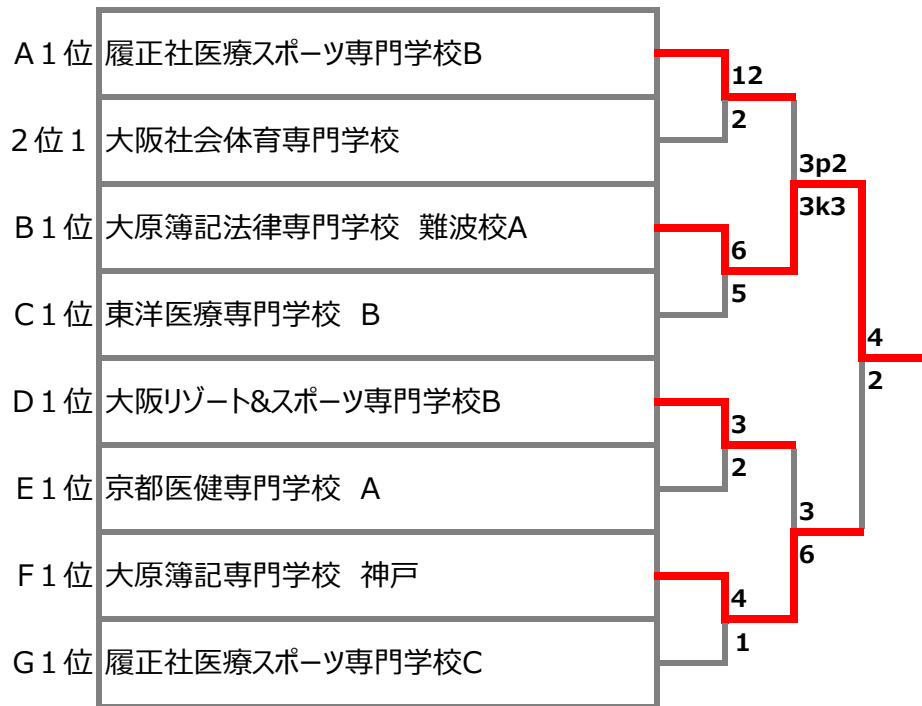 A1位 履正社医療スポーツ専門学校B
12
2
2位1 大阪社会体育専門学校
3p2
3k3
B1位 大原簿記法律専門学校　難波校A
6
5
C1位 東洋医療専門学校　B
4
2
D1位 大阪リゾート&スポーツ専門学校B
3
2
E1位 京都医健専門学校　A
3
6
F1位 大原簿記専門学校　神戸
4
1
G1位 履正社医療スポーツ専門学校C